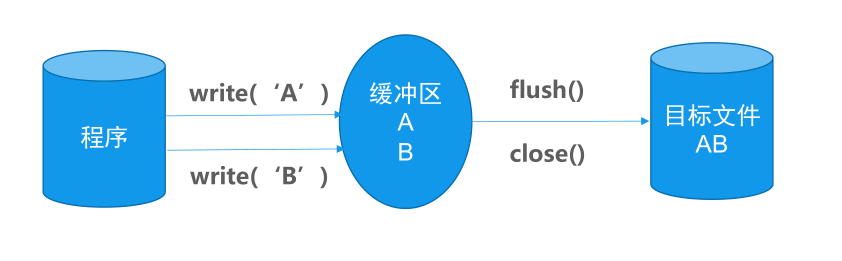 程序
write(‘A’)
write(‘B’)
缓冲区
A
B
flush()
close()
目标文件
AB